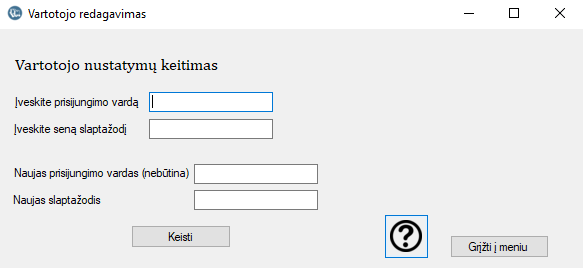 Vartotojo redagavimas
Vartotojo nustatymų keitimas
Įveskite prisijungimo vardą
Įveskite seną slaptažodį
Naujas prisijungimo vardas (nebūtina)
Naujas slaptažodis
Keisti
?
Grįžti į meniu